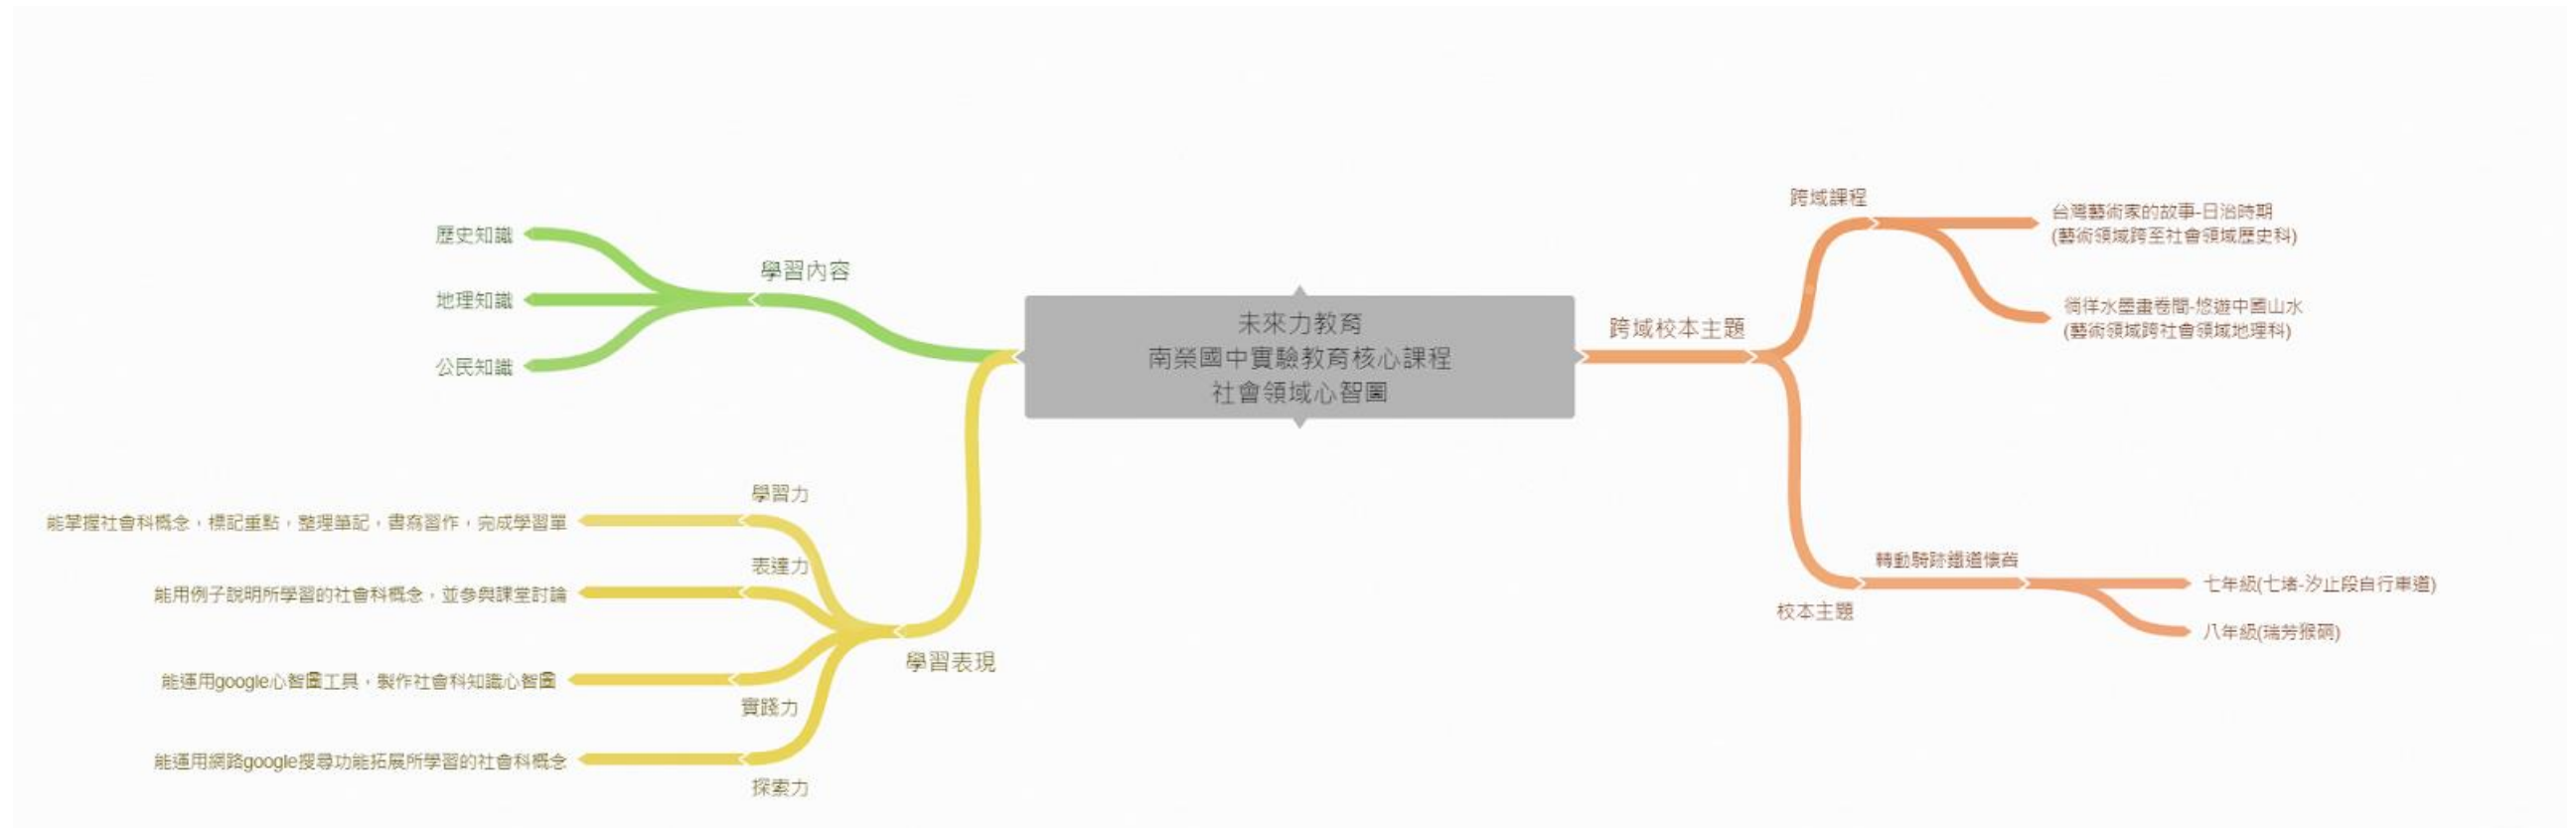 未來力教育
南榮國中實驗教育核心課程
社會領域心智圖
學習內容
歷史知識
地理知識
公民知識
學習表現
學習力
能掌握社會科概念，標記重點，整理筆記，書寫習作，完成學習單
表達力
能用例子說明所學習的社會科概念，並參與課堂討論
能運用google心智圖工具，製作社會科知識心智圖
實踐力
能運用網路google搜尋功能拓展所學習的社會科概念
探索力
跨域校本主題
跨域課程
台灣藝術家的故事-日治時期
(藝術領域跨至社會領域歷史科)
徜徉水墨畫卷間-悠遊中國山水
(藝術領域跨社會領域地理科)
校本主題
轉動騎跡鐵道懷舊
七年級(七堵-汐止段自行車道)
八年級(瑞芳猴硐)